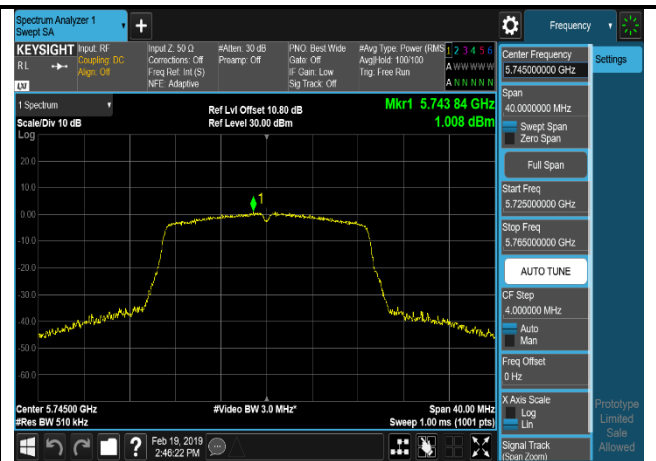 Spectrum Analyzer 1
Swept SA
Frequency
KEYSIGHT
Input: RF
Coupling: DC
Align: Off
RL
LXI
Input Z: 50 Ω
Corrections: Off
Freq Ref: Int (S)
NFE: Adaptive
#Atten: 30 dB
Preamp: Off
PNO: Best Wide
Gate: Off
IF Gain: Low
Sig Track: Off
#Avg Type: Power (RMS
Avg|Hold: 100/100
Trig: Free Run
1 2 3 4 5 6
A W W W W W
A N N N N N
1 Spectrum
Scale/Div 10 dB
Log
Ref Lvl Offset 10.80 dB
Ref Level 30.00 dBm
Mkr1 5.743 84 GHz
1.008 dBm
20.0
10.0
0.00
-10.0
-20.0
-30.0
-40.0
-50.0
-60.0
1
Center 5.74500 GHz
#Res BW 510 kHz
#Video BW 3.0 MHz*
Span 40.00 MHz
Sweep 1.00 ms (1001 pts)
Feb 19, 2019
2:46:22 PM
Center Frequency
5.745000000 GHz
Span
40.0000000 MHz
Swept Span
Zero Span
Full Span
Start Freq
5.725000000 GHz
Stop Freq
5.765000000 GHz
AUTO TUNE
CF Step
4.000000 MHz
Auto
Man
Freq Offset
0 Hz
X Axis Scale
Log
Lin
Signal Track
(Span Zoom)
Settings
Prototype
Limited
Sale
Allowed